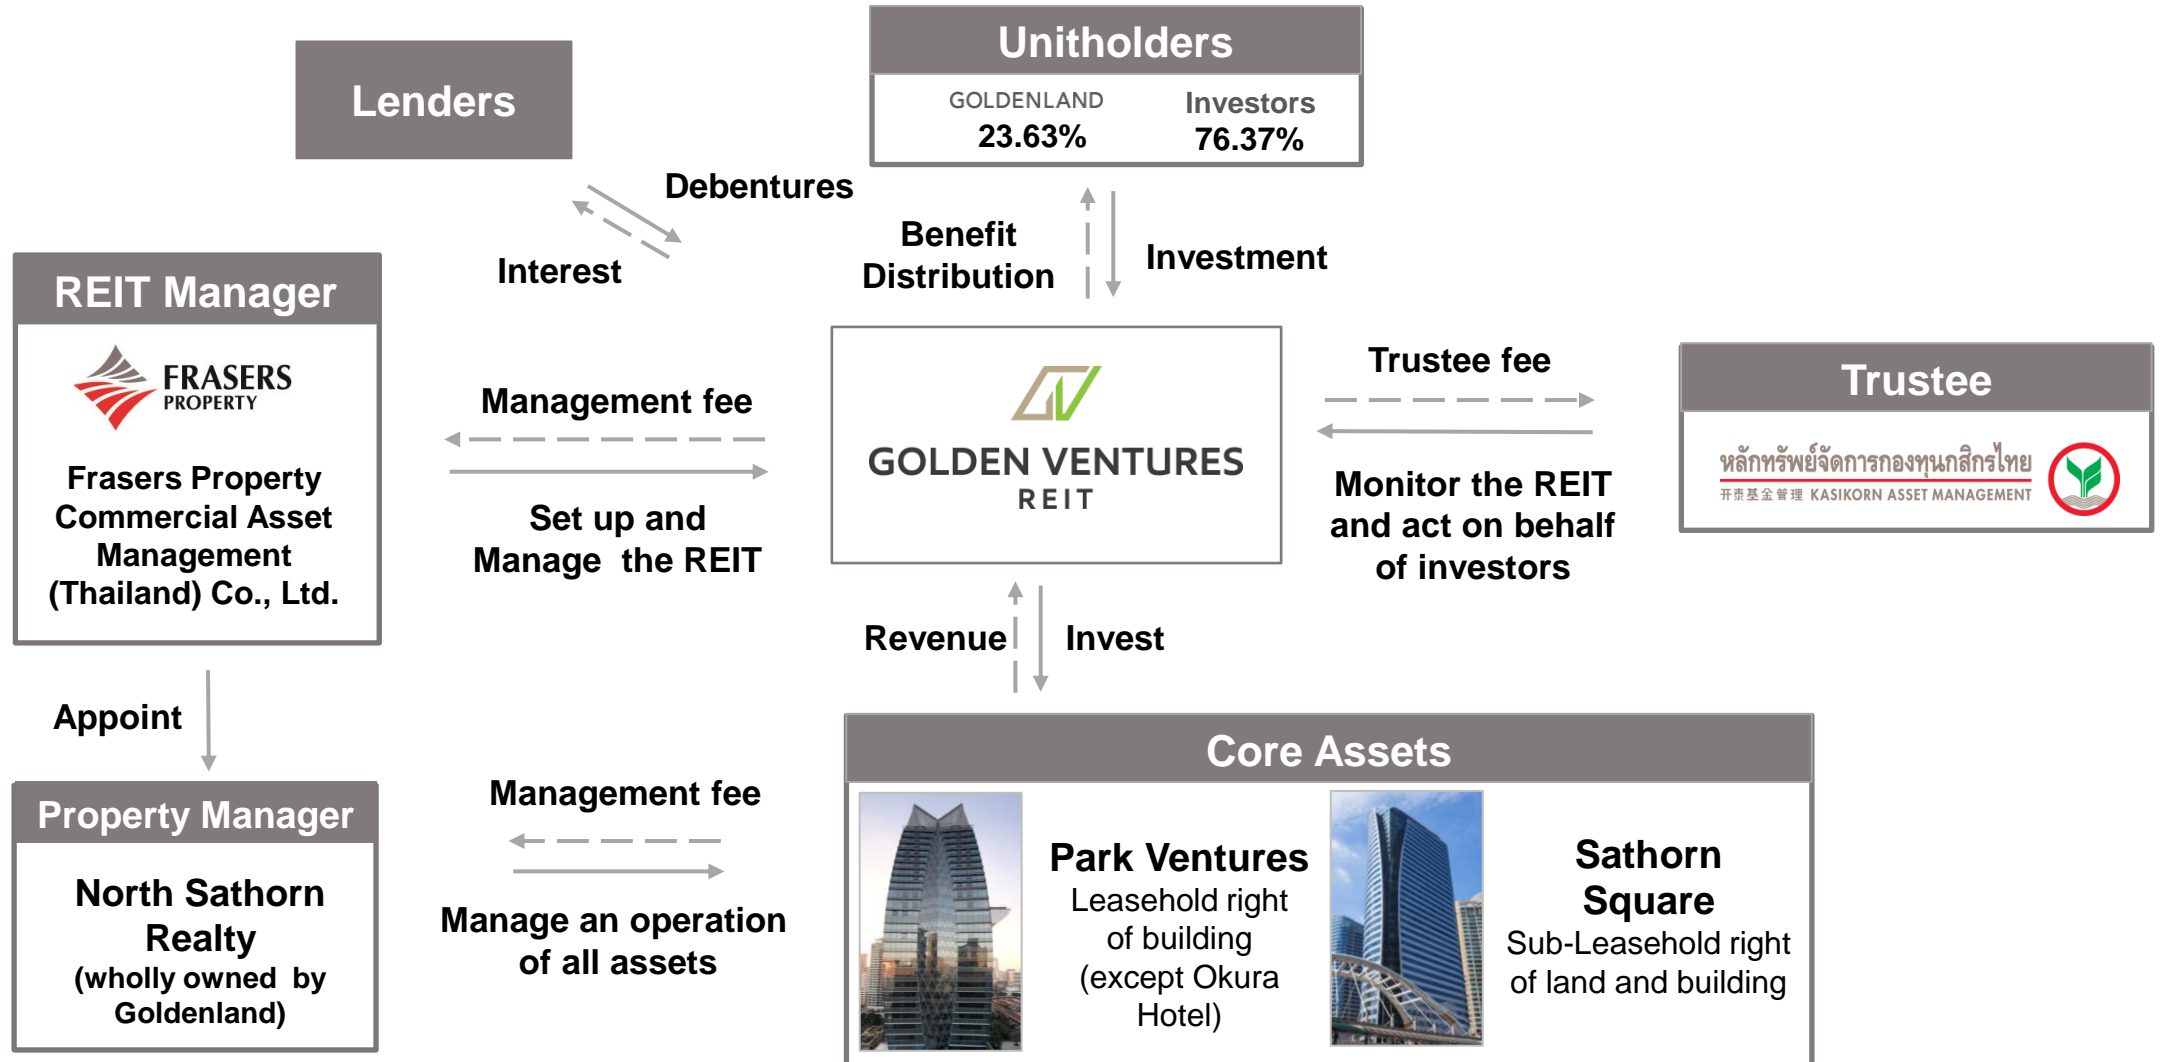 Lenders
Unitholders
GOLDENLAND
23.63%
Investors
76.37%
Debentures
Interest
Benefit
Distribution
Investment
REIT Manager
FRASERS
PROPERTY
Frasers Property
Commercial Asset
Management
(Thailand) Co., Ltd.
Management fee
Set up and
Manage the REIT
GOLDEN VENTURES
REIT
Trustee fee
Monitor the REIT
and act on behalf
of investors
Trustee
หลักทรัพย์จัดการกองทุนกสิกรไทย
开泰基金管理 KASIKORN ASSET MANAGEMENT
Revenue
Invest
Appoint
Property Manager
North Sathorn
Realty
(wholly owned by
Goldenland)
Management fee
Manage an operation
of all assets
Core Assets
Park Ventures
Leasehold right
of building
(except Okura
Hotel)
Sathorn
Square
Sub-Leasehold right
of land and building